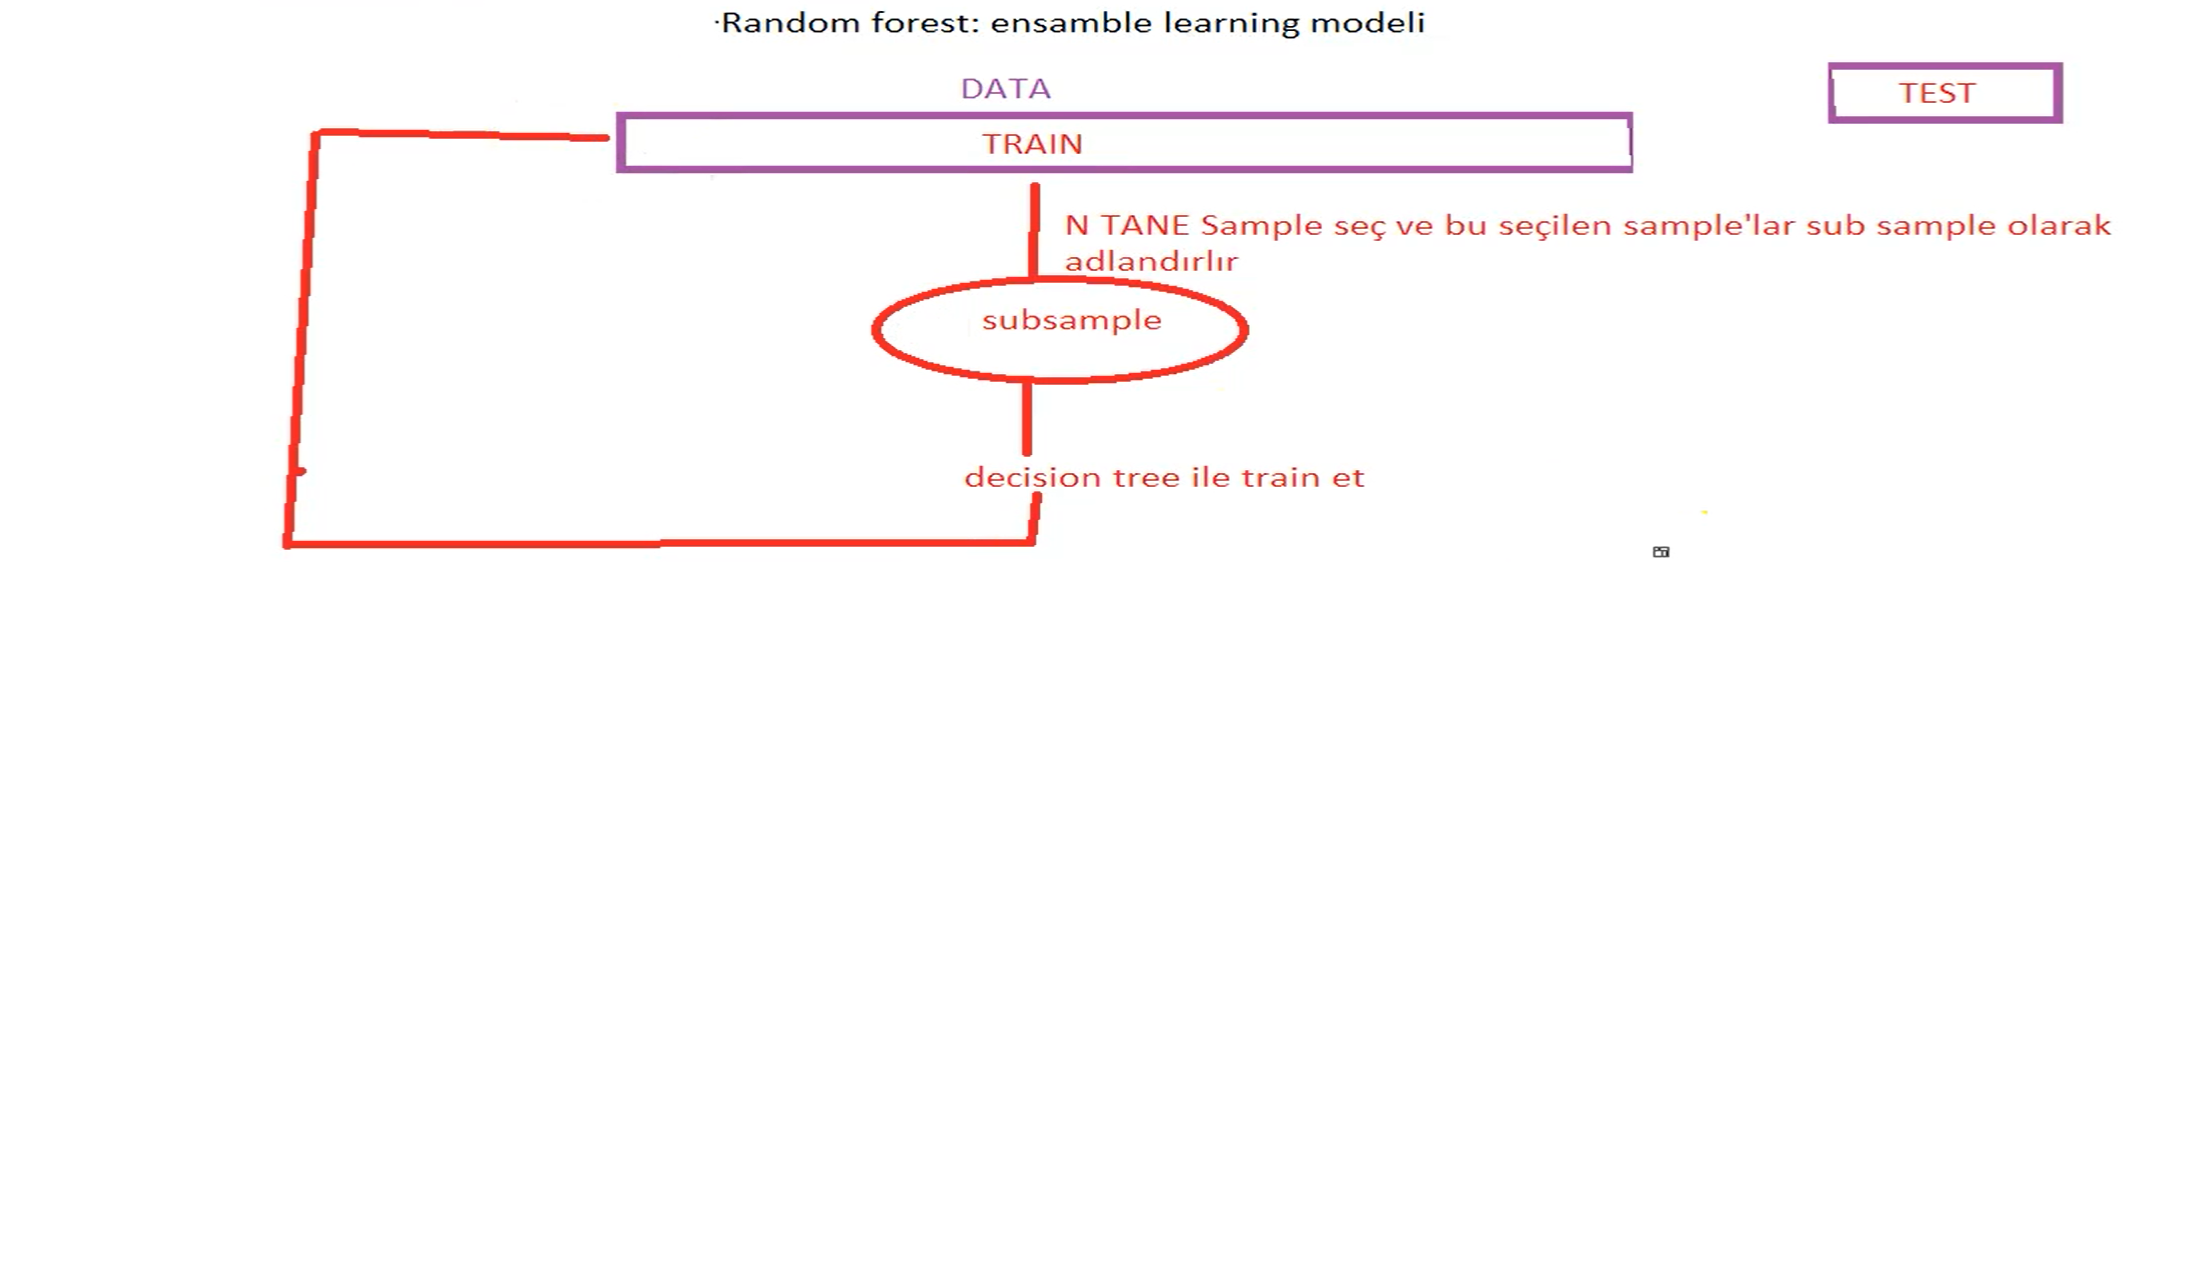 ·Random forest: ensamble learning modeli
DATA
TEST
TRAIN
N TANE Sample seç ve bu seçilen sample'lar sub sample olarak
adlandırlır
subsample
decision tree ile train et